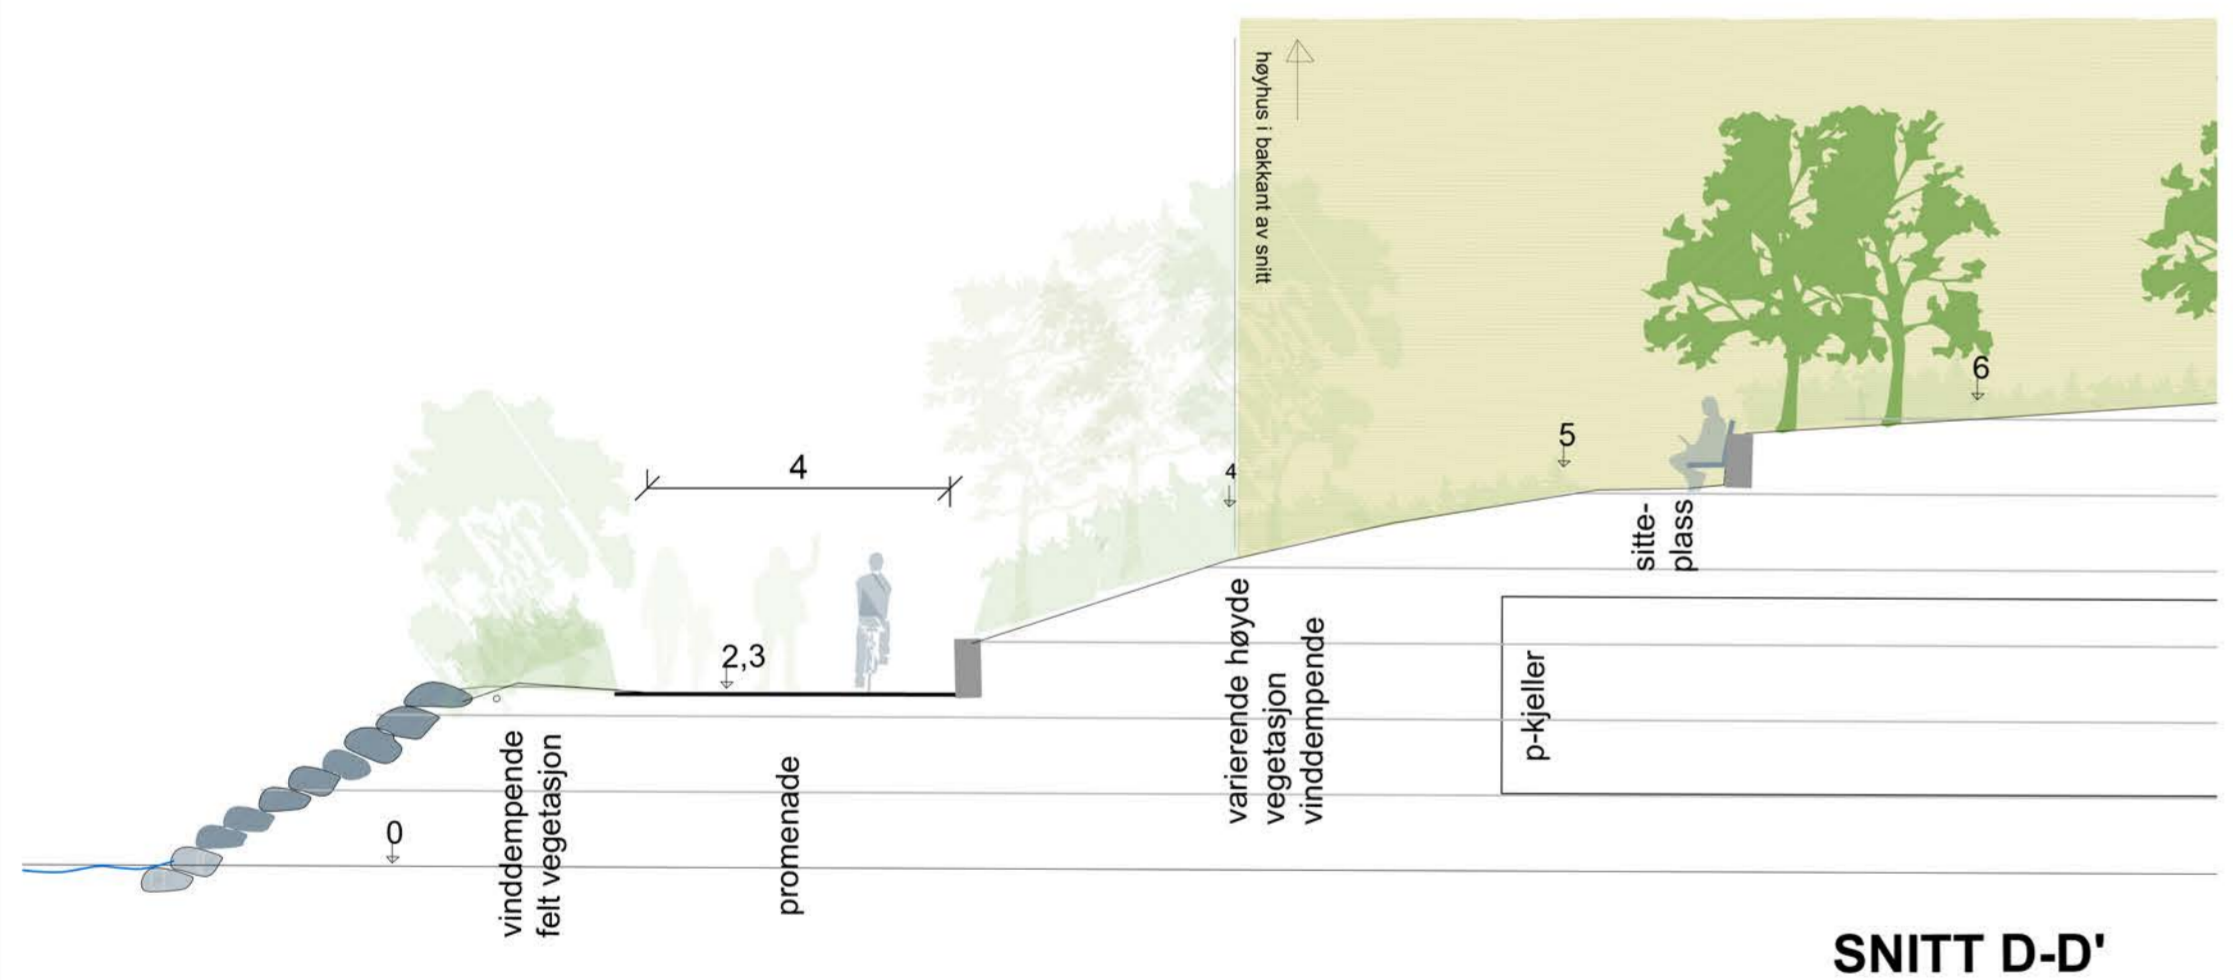 høyhus i bakkant av snitt
6
5
4
4
sitte-
plass
2,3
varierende høyde
vegetasjon
vinddempende
p-kjeller
0
vinddempende
felt vegetasjon
promenade
SNITT D-D'